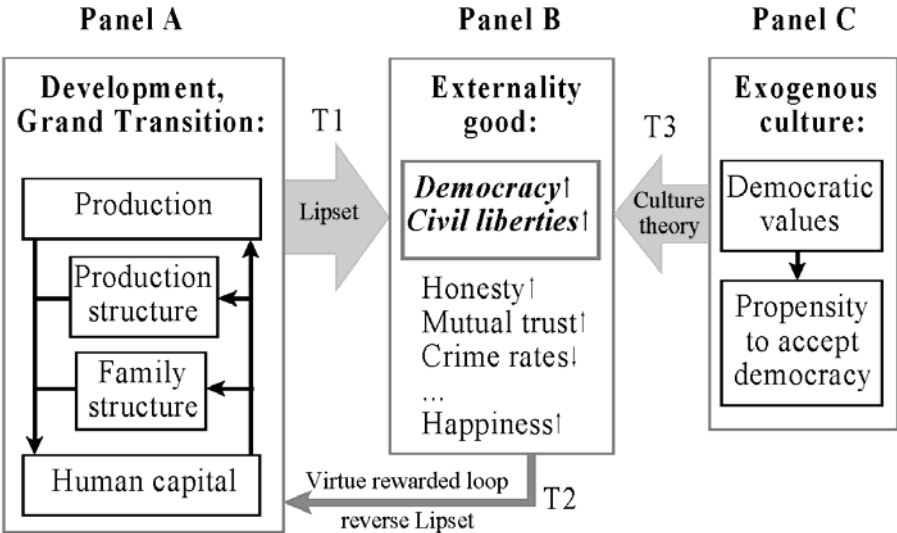 Panel A
Development,
Grand Transition:
Production
Production
structure
Family
structure
Human capital
T1
Lipset
Panel B
Externality
good:
Democracy↑
Civil liberties↑
Honesty↑
Mutual trust↑
Crime rates↓
...
Happiness↑
T3
Culture
theory
Panel C
Exogenous
culture:
Democratic
values
Propensity
to accept
democracy
Virtue rewarded loop
T2
reverse Lipset